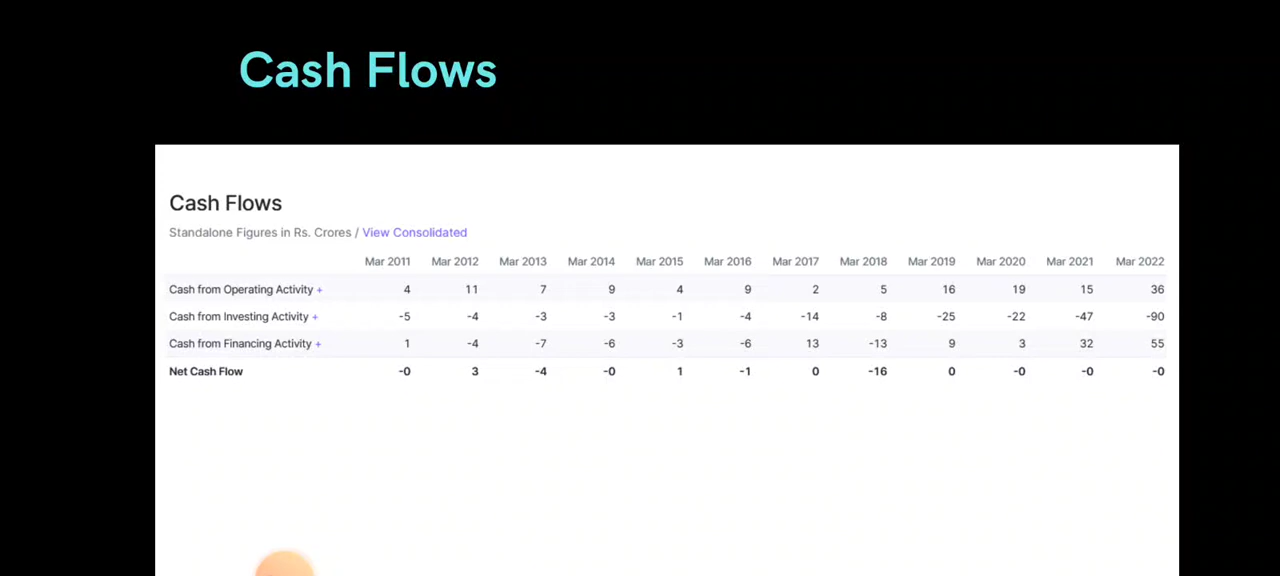 Cash Flows
Cash Flows
Standalone Figures in Rs. Crores / View Consolidated
Mar 2011 Mar 2012 Mar 2013 Mar 2014 Mar 2015 Mar 2016 Mar 2017 Mar 2018 Mar 2019 Mar 2020 Mar 2021 Mar 2022
Cash from Operating Activity + 4 11 7 9 4 9 2 5 16 19 15 36
Cash from Investing Activity + -5 -4 -3 -3 -1 -4 -14 -8 -25 -22 -47 -90
Cash from Financing Activity + 1 -4 -7 -6 -3 -6 13 -13 9 3 32 55
Net Cash Flow -0 3 -4 -0 1 -1 0 -16 0 -0 -0 -0